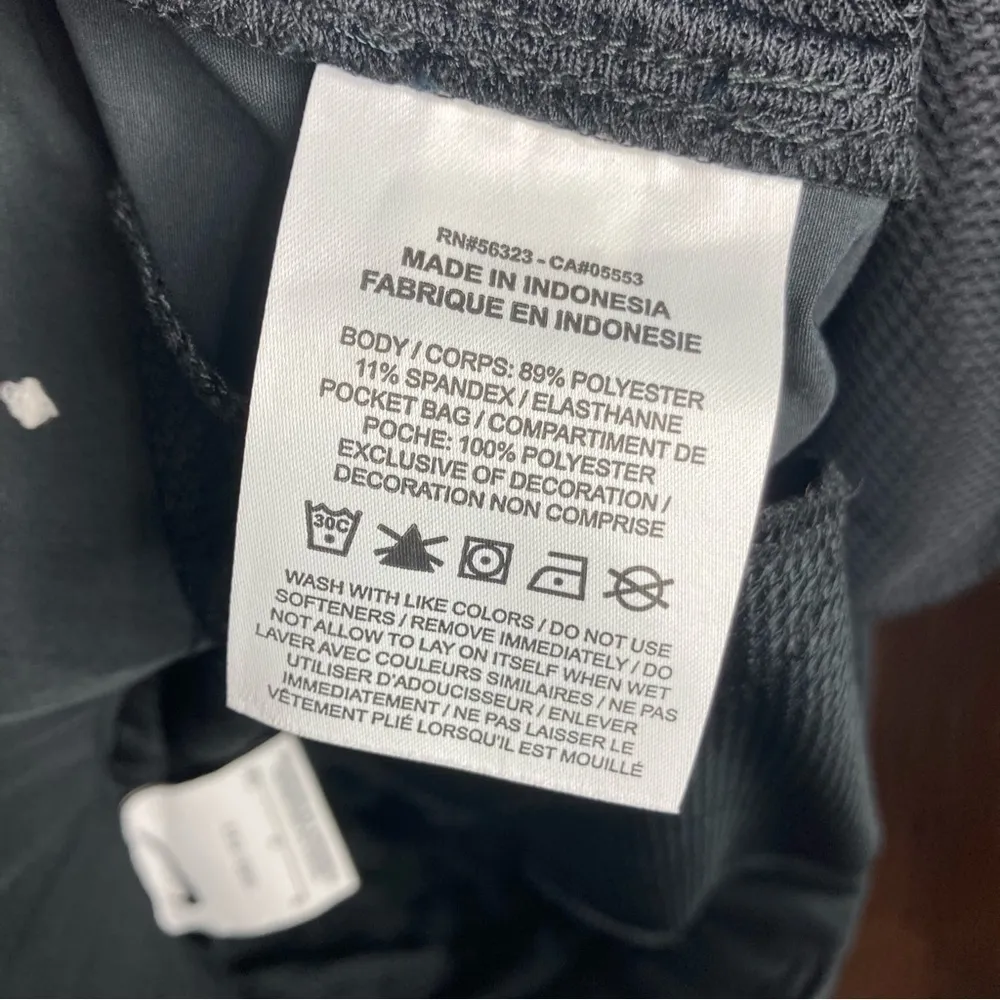 RN#56323 - CA#05553
MADE IN INDONESIA
FABRIQUE EN INDONESIE
BODY / CORPS: 89% POLYESTER
11% SPANDEX / ELASTHANNE
POCKET BAG / COMPARTIMENT DE
POCHE: 100% POLYESTER
EXCLUSIVE OF DECORATION /
DECORATION NON COMPRISE
30C
WASH WITH LIKE COLORS / DO NOT USE
SOFTENERS / REMOVE IMMEDIATELY / DO
NOT ALLOW TO LAY ON ITSELF WHEN WET
LAVER AVEC COULEURS SIMILAIRES / NE PAS
UTILISER D'ADOUCISSEUR / ENLEVER
IMMEDIATEMENT / NE PAS LAISSER LE
VÊTEMENT PLIÉ LORSQU'IL EST MOUILLÉ